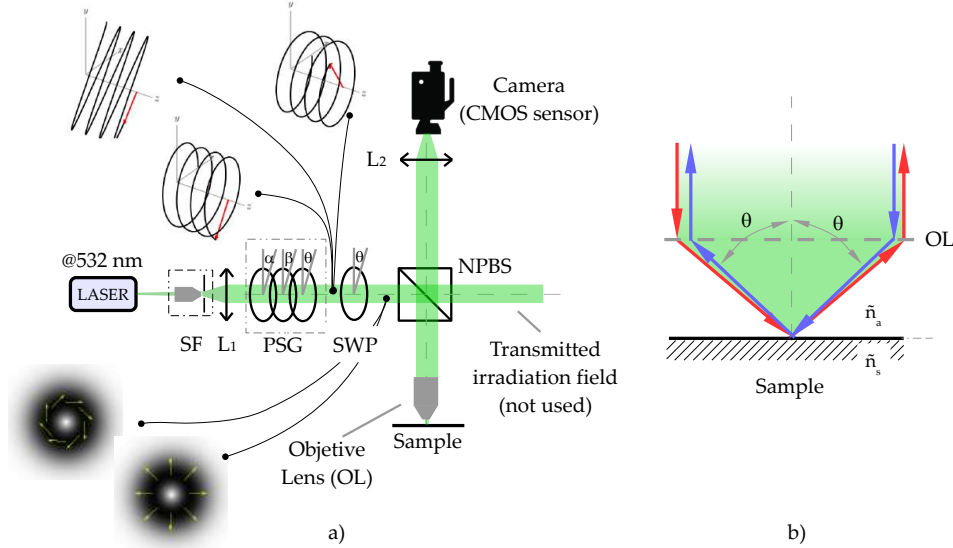 y
x
z
y
x
z
y
x
z
Camera
(CMOS sensor)
L2
@532 nm
LASER
α β θ
θ
NPBS
SF
L1
PSG
SWP
Transmitted
irradiation field
(not used)
Objetive
Lens (OL)
Sample
a)
θ
θ
OL
ña
ñs
Sample
b)